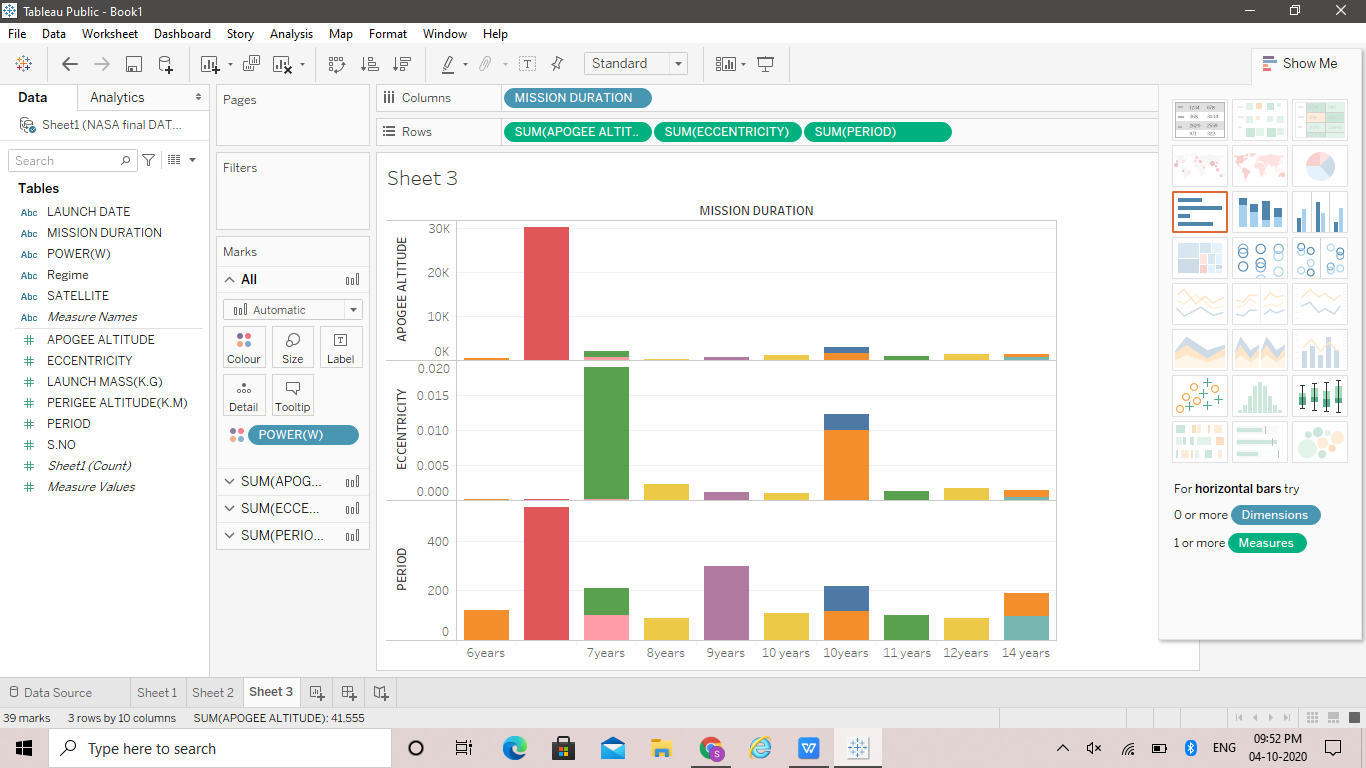 Tableau Public - Book1
File Data Worksheet Dashboard Story Analysis Map Format Window Help
Standard
Show Me
Data Analytics
Sheet1 (NASA final DAT...
Search
Tables
Abc LAUNCH DATE
Abc MISSION DURATION
Abc POWER(W)
Abc Regime
Abc SATELLITE
Abc Measure Names
APOGEE ALTITUDE
ECCENTRICITY
LAUNCH MASS(K.G)
PERIGEE ALTITUDE(K.M)
PERIOD
S.NO
Sheet1 (Count)
Measure Values
Pages
Filters
Marks
All
Automatic
Colour Size Label
Detail Tooltip
POWER(W)
SUM(APOG...
SUM(ECCE...
SUM(PERIO...
Columns MISSION DURATION
Rows SUM(APOGEE ALTIT.. SUM(ECCENTRICITY) SUM(PERIOD)
Sheet 3
MISSION DURATION
APOGEE ALTITUDE
30K
20K
10K
0K
ECCENTRICITY
0.020
0.015
0.010
0.005
0.000
PERIOD
400
200
0
6years 7years 8years 9years 10 years 10years 11 years 12years 14 years
For horizontal bars try
0 or more Dimensions
1 or more Measures
Data Source Sheet 1 Sheet 2 Sheet 3
39 marks 3 rows by 10 columns SUM(APOGEE ALTITUDE): 41,555
Type here to search
ENG
09:52 PM
04-10-2020